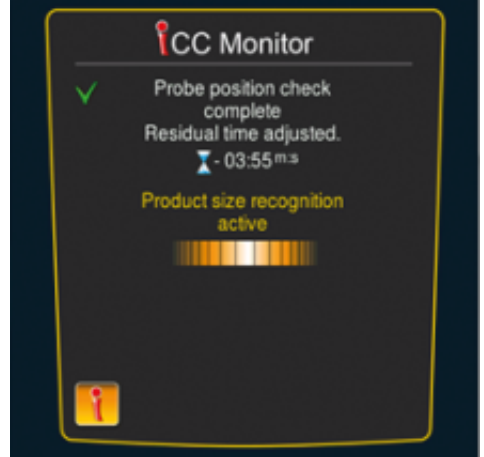 iCC Monitor
Probe position check
complete
Residual time adjusted.
- 03:55 m:s
Product size recognition
active
i